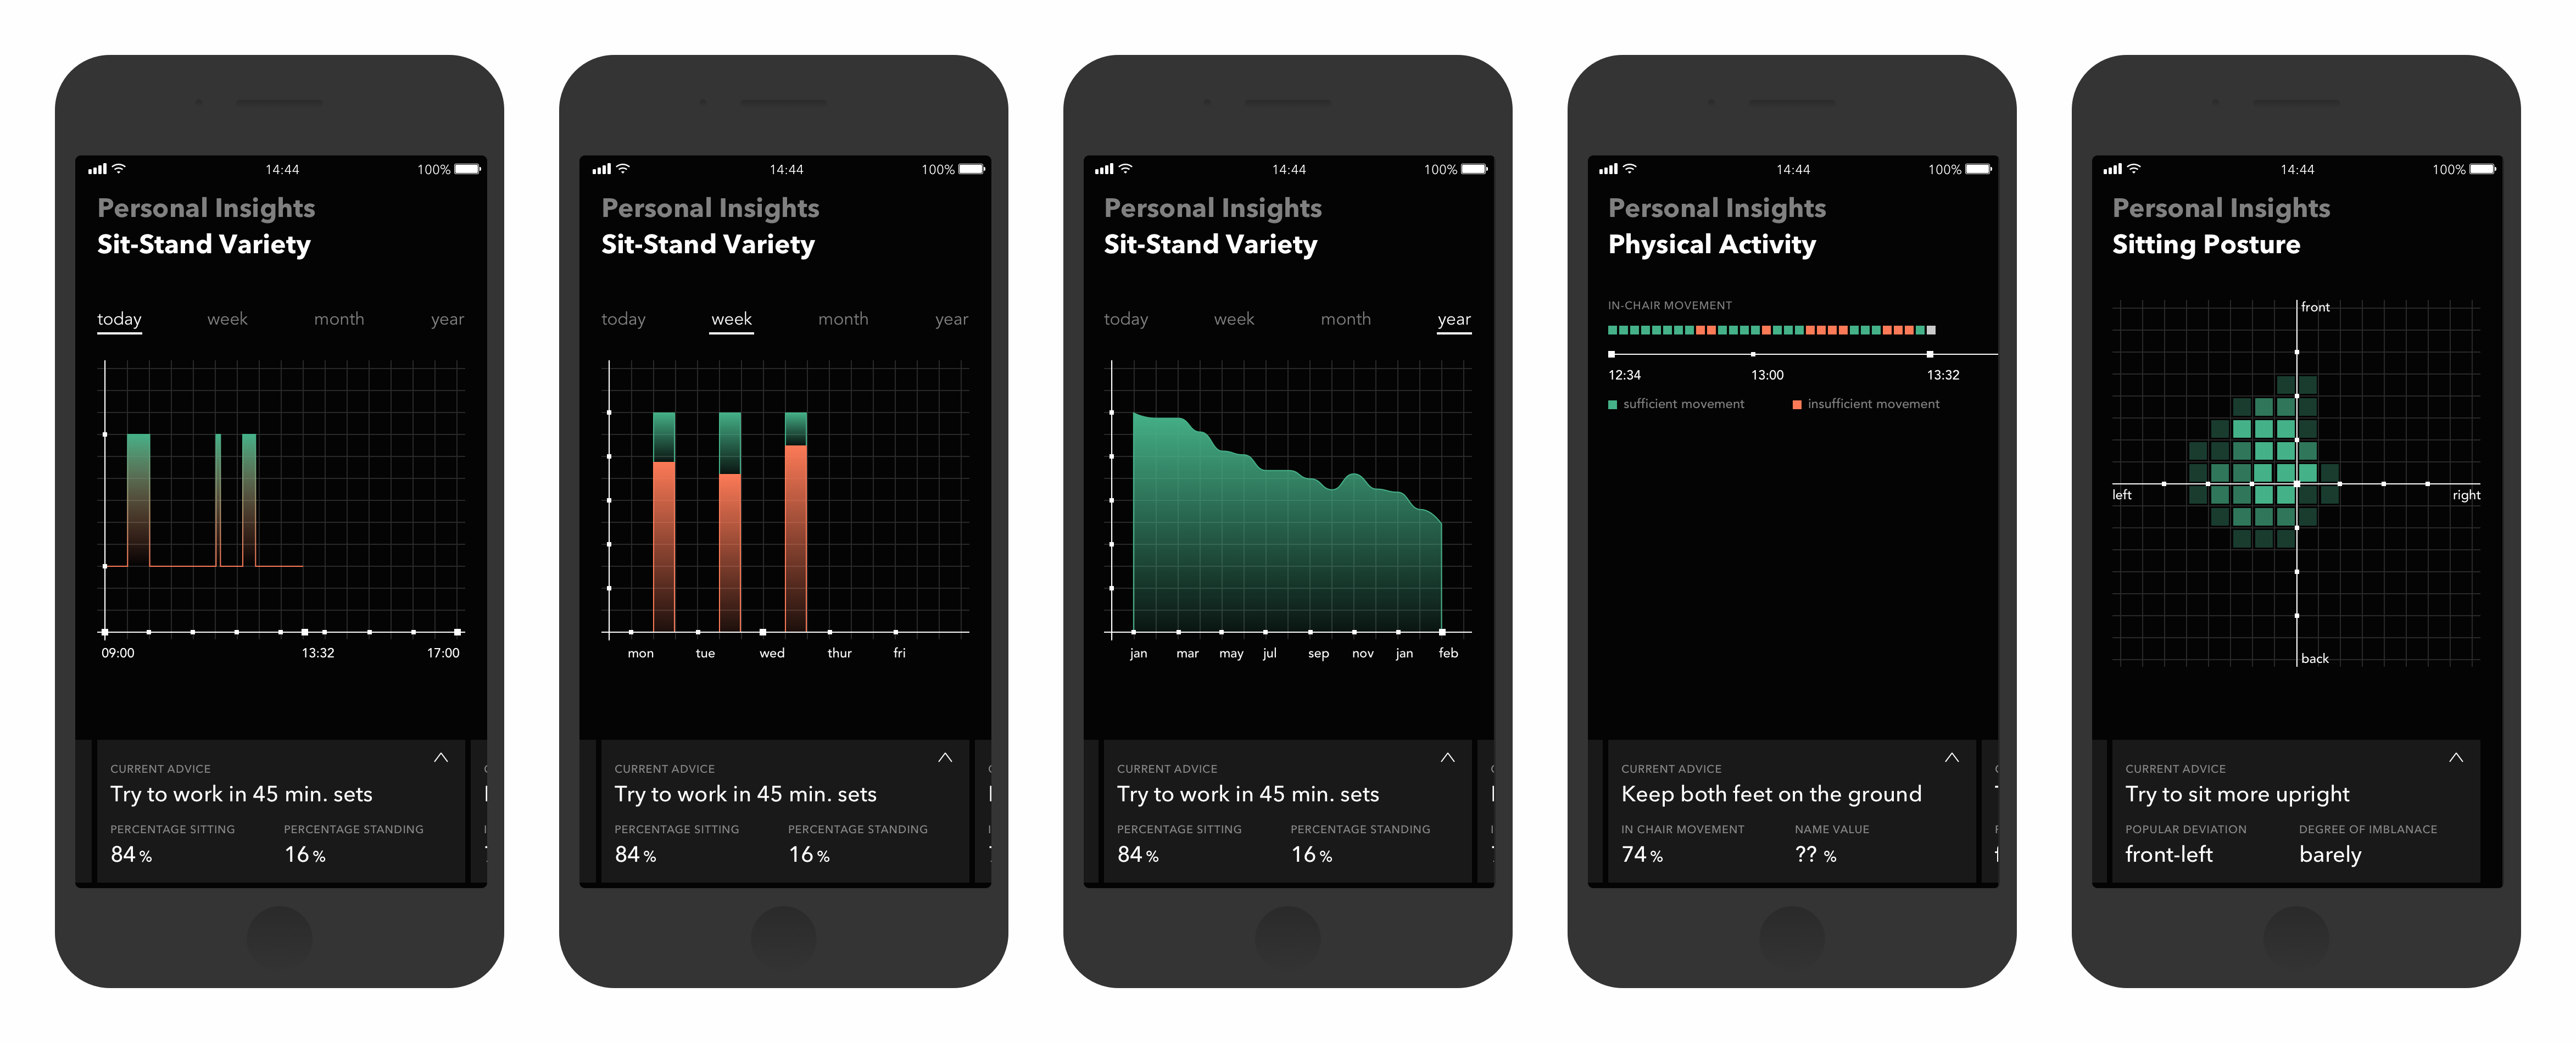 14:44 100%
Personal Insights
Sit-Stand Variety
today week month year
09:00 13:32 17:00
CURRENT ADVICE
Try to work in 45 min. sets
PERCENTAGE SITTING PERCENTAGE STANDING
84 % 16 %
14:44 100%
Personal Insights
Sit-Stand Variety
today week month year
mon tue wed thur fri
CURRENT ADVICE
Try to work in 45 min. sets
PERCENTAGE SITTING PERCENTAGE STANDING
84 % 16 %
14:44 100%
Personal Insights
Sit-Stand Variety
today week month year
jan mar may jul sep nov jan feb
CURRENT ADVICE
Try to work in 45 min. sets
PERCENTAGE SITTING PERCENTAGE STANDING
84 % 16 %
14:44 100%
Personal Insights
Physical Activity
IN-CHAIR MOVEMENT
12:34 13:00 13:32
sufficient movement insufficient movement
CURRENT ADVICE
Keep both feet on the ground
IN CHAIR MOVEMENT NAME VALUE
74 % ?? %
14:44 100%
Personal Insights
Sitting Posture
front
left right
back
CURRENT ADVICE
Try to sit more upright
POPULAR DEVIATION DEGREE OF IMBLANACE
front-left barely